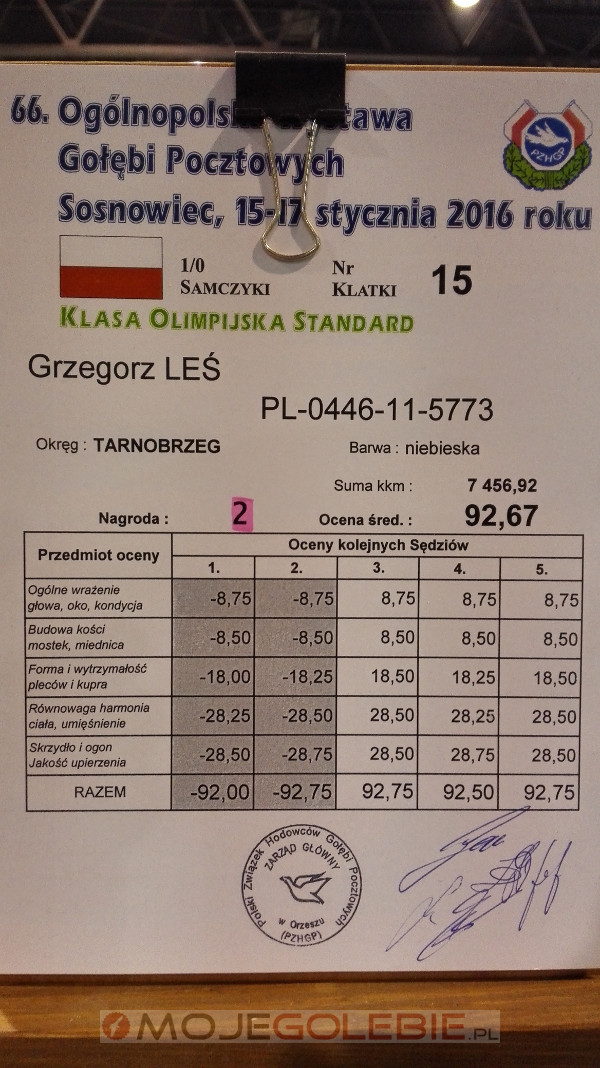 66. Ogólnopolska Wystawa
Gołębi Pocztowych
Sosnowiec, 15-17 stycznia 2016 roku
PZHGP
1/0 Nr
SAMCZYKI KLATKI 15
KLASA OLIMPIJSKA STANDARD
Grzegorz LEŚ
PL-0446-11-5773
Okręg : TARNOBRZEG Barwa : niebieska
Suma kkm : 7 456,92
Nagroda : 2 Ocena śred. : 92,67
Przedmiot oceny Oceny kolejnych Sędziów
1. 2. 3. 4. 5.
Ogólne wrażenie
głowa, oko, kondycja -8,75 -8,75 8,75 8,75 8,75
Budowa kości
mostek, miednica -8,50 -8,50 8,50 8,50 8,50
Forma i wytrzymałość
pleców i kupra -18,00 -18,25 18,50 18,25 18,50
Równowaga harmonia
ciała, umięśnienie -28,25 -28,50 28,50 28,25 28,50
Skrzydło i ogon
Jakość upierzenia -28,50 -28,75 28,50 28,75 28,50
RAZEM -92,00 -92,75 92,75 92,50 92,75
Polski Związek Hodowców Gołębi Pocztowych
ZARZĄD GŁÓWNY
w Orzeszu
(PZHGP)
MOJEGOLEBIE.PL